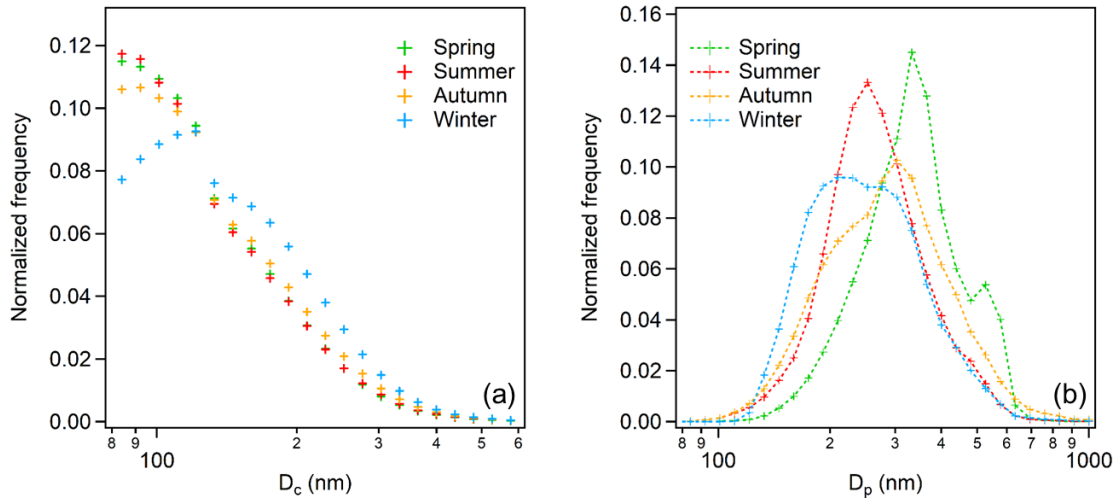 0.12
0.10
0.08
0.06
0.04
0.02
0.00
Normalized frequency
Spring
Summer
Autumn
Winter
(a)
8 9 100 2 3 4 5 6
D_c (nm)
0.16
0.14
0.12
0.10
0.08
0.06
0.04
0.02
0.00
Normalized frequency
Spring
Summer
Autumn
Winter
(b)
8 9 100 2 3 4 5 6 7 8 9 1000
D_p (nm)